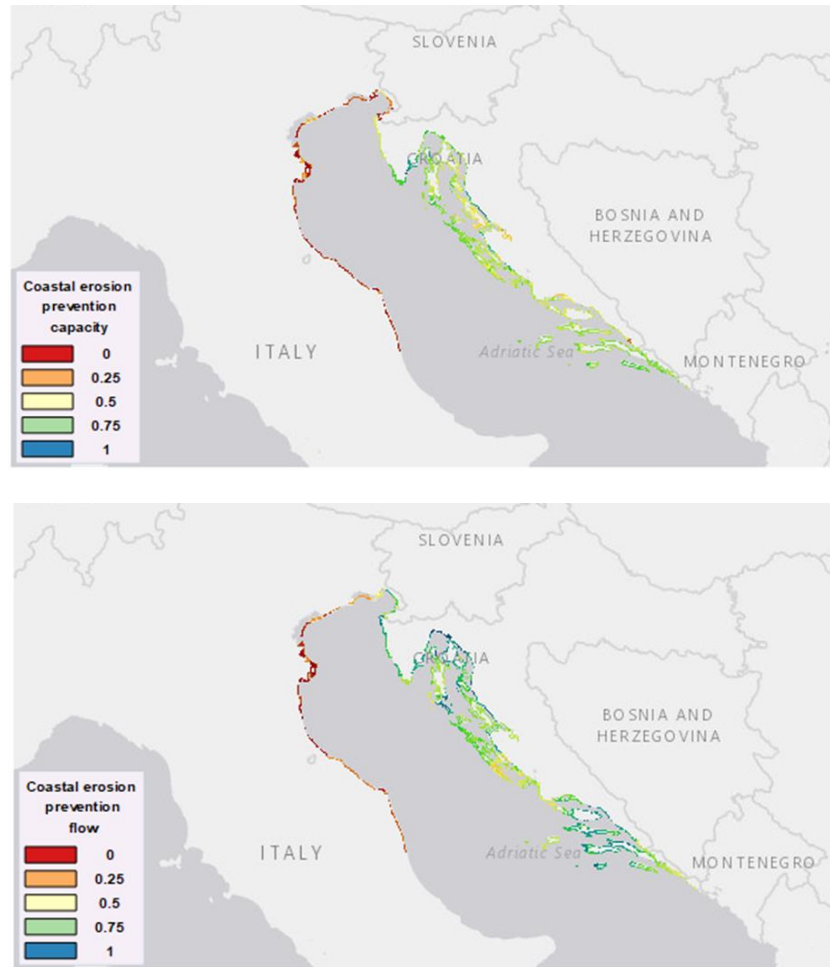 SLOVENIA
CROATIA
BOSNIA AND
HERZEGOVINA
Coastal erosion
prevention
capacity
0
0.25
0.5
0.75
1
ITALY
Adriatic Sea
MONTENEGRO
SLOVENIA
CROATIA
BOSNIA AND
HERZEGOVINA
Coastal erosion
prevention
flow
0
0.25
0.5
0.75
1
ITALY
Adriatic Sea
MONTENEGRO